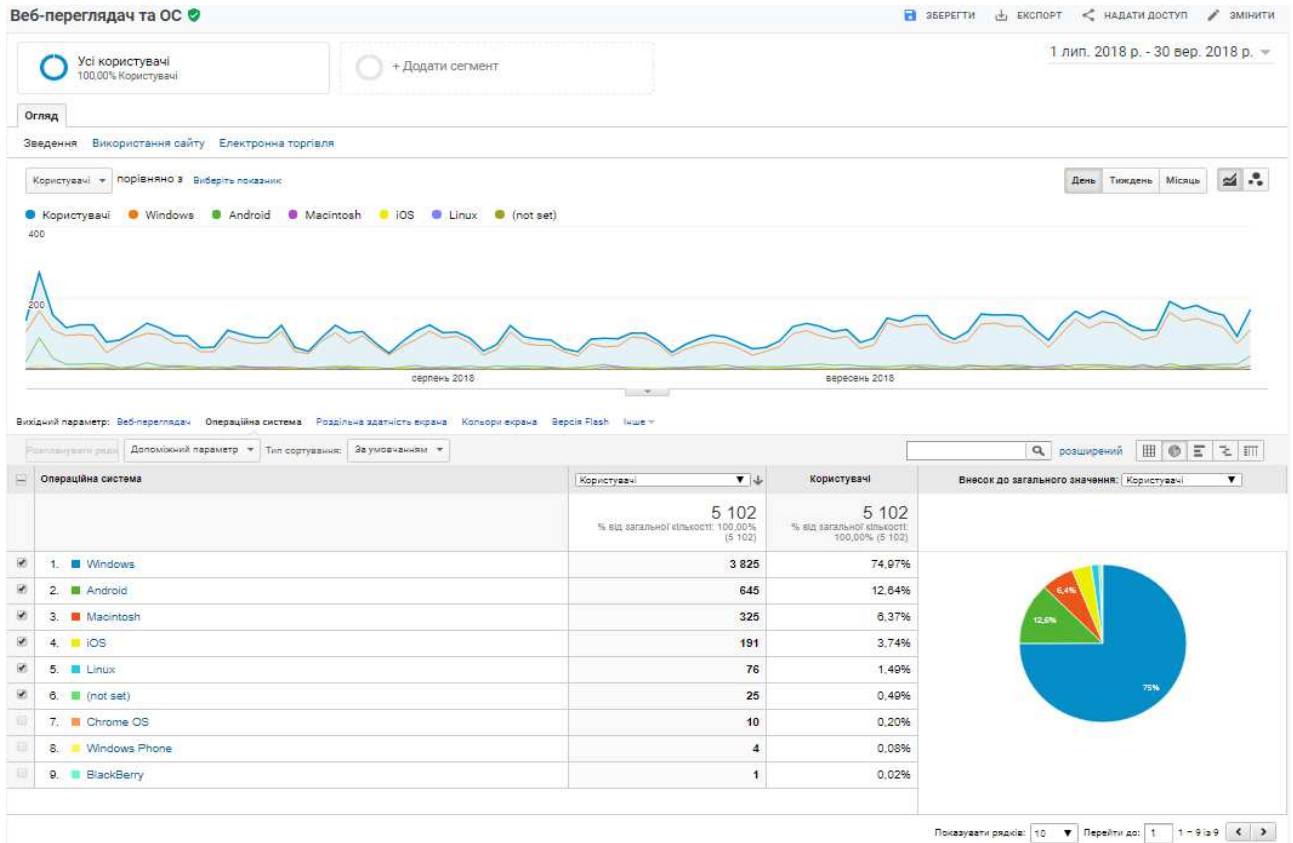 Веб-переглядач та ОС
ЗБЕРЕГТИ ЕКСПОРТ НАДАТИ ДОСТУП ЗМІНИТИ
Усі користувачі
100,00% Користувачі
+ Додати сегмент
1 лип. 2018 р. - 30 вер. 2018 р.
Огляд
Зведення Використання сайту Електронна торгівля
Користувачі порівняно з Виберіть показник
День Тиждень Місяць
Користувачі Windows Android Macintosh iOS Linux (not set)
400
200
серпень 2018 вересень 2018
Вихідний параметр: Веб-переглядач Операційна система Роздільна здатність екрана Кольори екрана Версія Flash Інше
Розпланувати рядки Допоміжний параметр Тип сортування: За умовчанням
розширений
Операційна система Користувачі Користувачі Внесок до загального значення: Користувачі
5 102 5 102
% від загальної кількості: 100,00% (5 102) % від загальної кількості: 100,00% (5 102)
1. Windows 3 825 74,97%
2. Android 645 12,64%
3. Macintosh 325 6,37%
4. iOS 191 3,74%
5. Linux 76 1,49%
6. (not set) 25 0,49%
7. Chrome OS 10 0,20%
8. Windows Phone 4 0,08%
9. BlackBerry 1 0,02%
6,4%
12,6%
75%
Показувати рядків: 10 Перейти до: 1 1 – 9 із 9